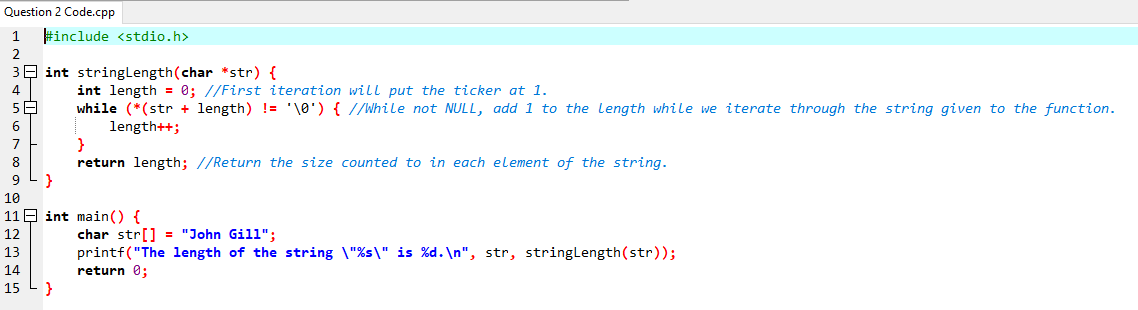 Question 2 Code.cpp
1 #include <stdio.h>
2
3 int stringLength(char *str) {
4 int length = 0; //First iteration will put the ticker at 1.
5 while (*(str + length) != '\0') { //While not NULL, add 1 to the length while we iterate through the string given to the function.
6 length++;
7 }
8 return length; //Return the size counted to in each element of the string.
9 }
10
11 int main() {
12 char str[] = "John Gill";
13 printf("The length of the string \"%s\" is %d.\n", str, stringLength(str));
14 return 0;
15 }